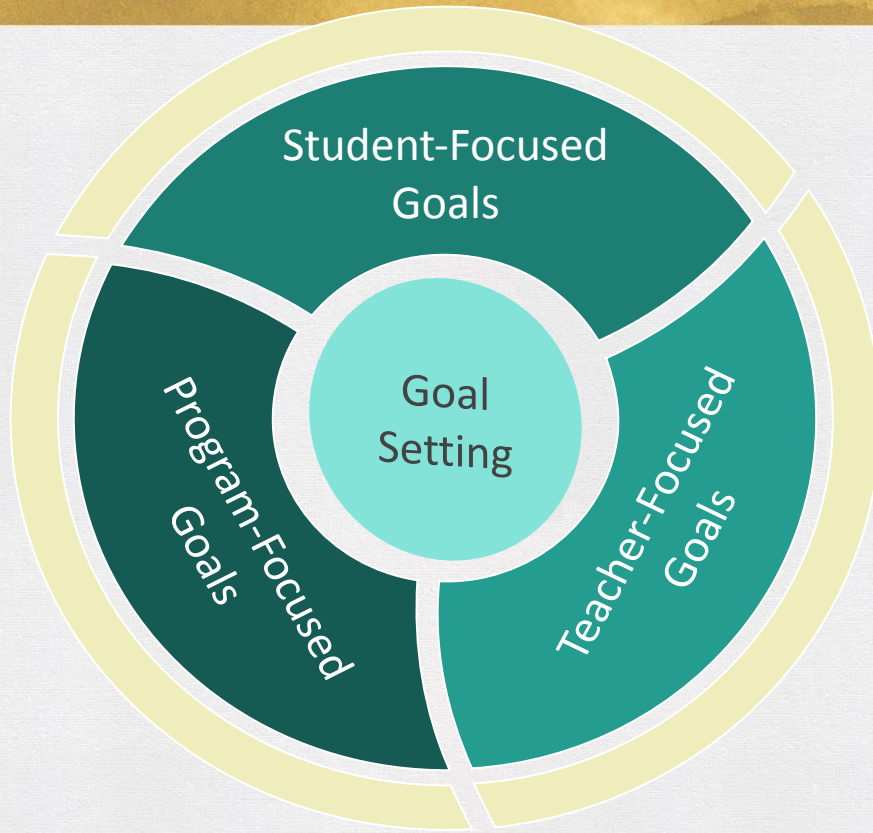 Student-Focused
Goals
Goal
Setting
Teacher-Focused
Goals
Program-Focused
Goals